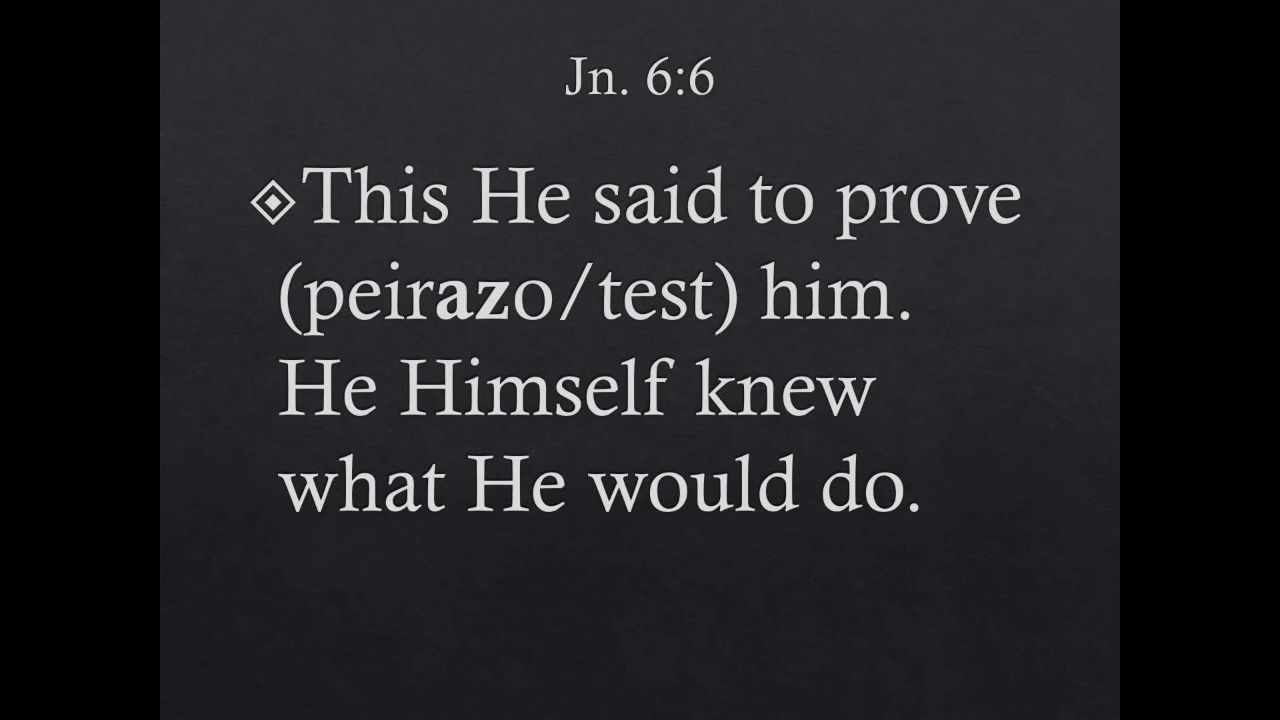 Jn. 6:6
This He said to prove
(peirazo/test) him.
He Himself knew
what He would do.